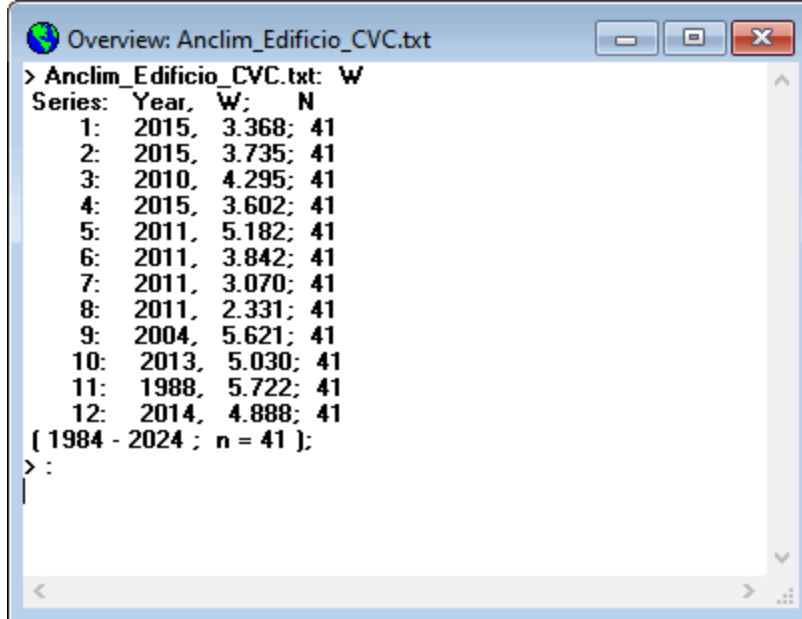 Overview: Anclim_Edificio_CVC.txt
> Anclim_Edificio_CVC.txt: W
Series: Year, W; N
1: 2015, 3.368; 41
2: 2015, 3.735; 41
3: 2010, 4.295; 41
4: 2015, 3.602; 41
5: 2011, 5.182; 41
6: 2011, 3.842; 41
7: 2011, 3.070; 41
8: 2011, 2.331; 41
9: 2004, 5.621; 41
10: 2013, 5.030; 41
11: 1988, 5.722; 41
12: 2014, 4.888; 41
( 1984 - 2024 ; n = 41 );
> :